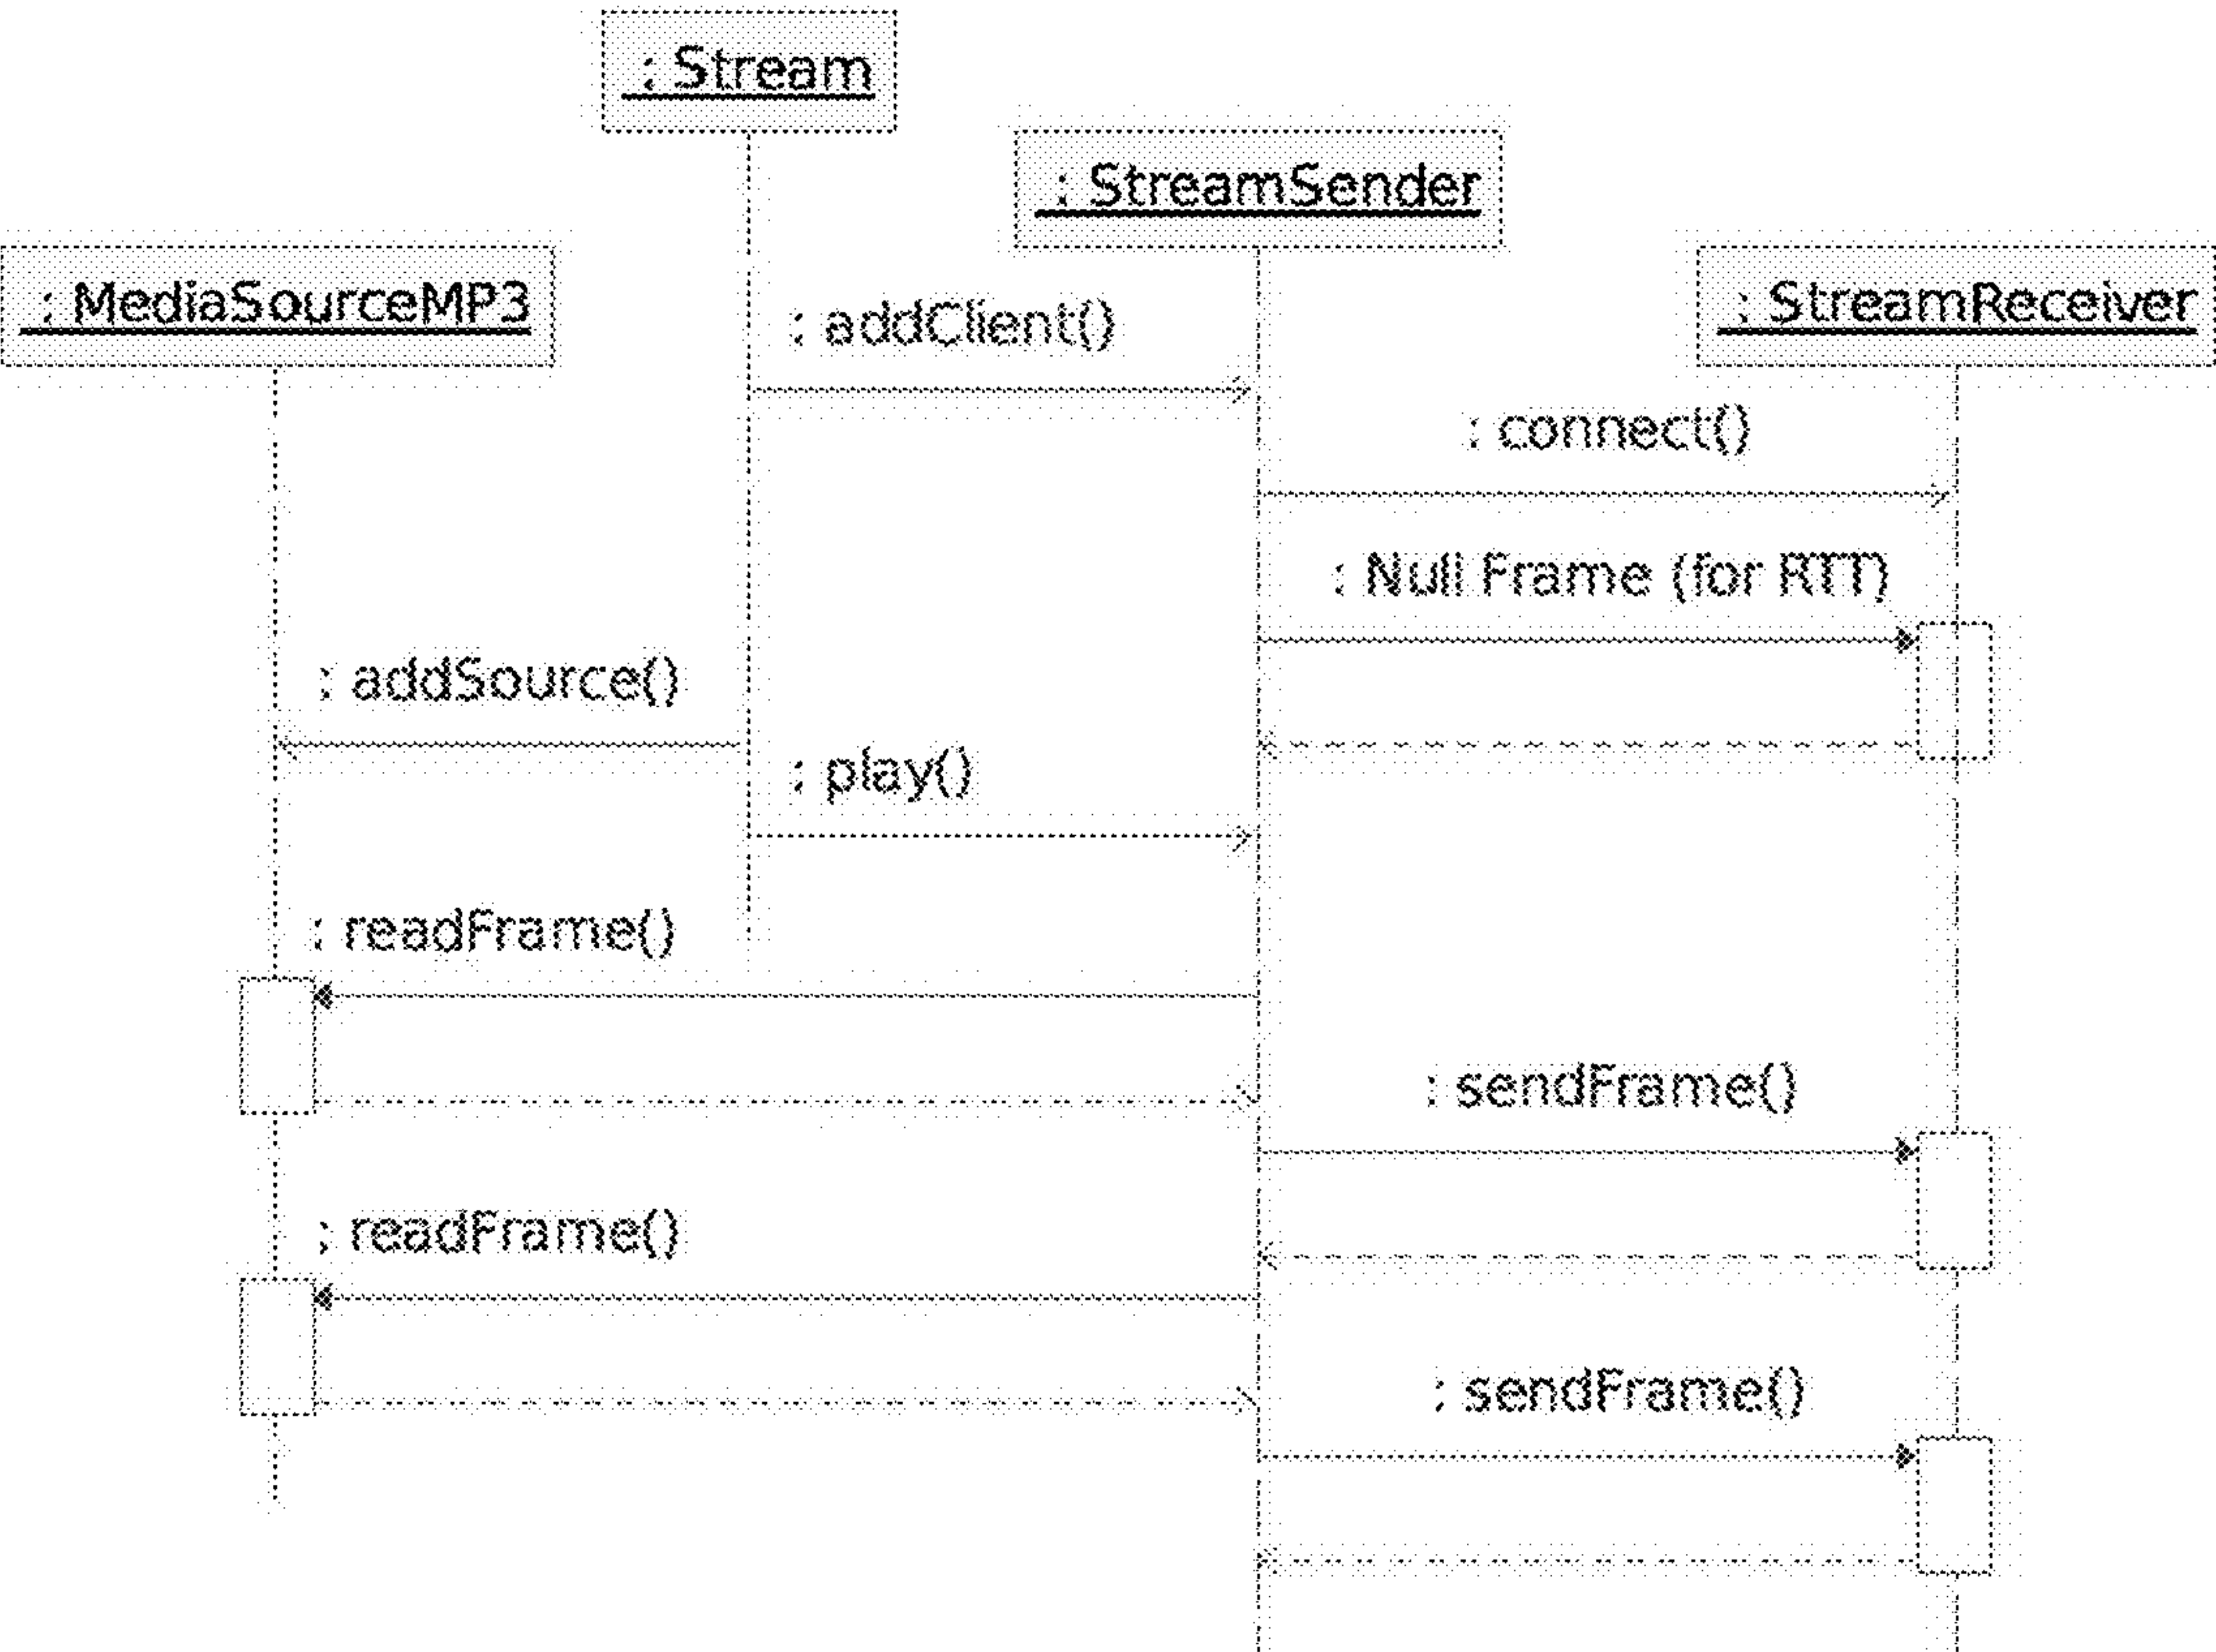 : Stream
: StreamSender
: MediaSourceMP3
: StreamReceiver
: addClient()
: connect()
: Null Frame (for RTT)
: addSource()
: play()
: readFrame()
: sendFrame()
: readFrame()
: sendFrame()